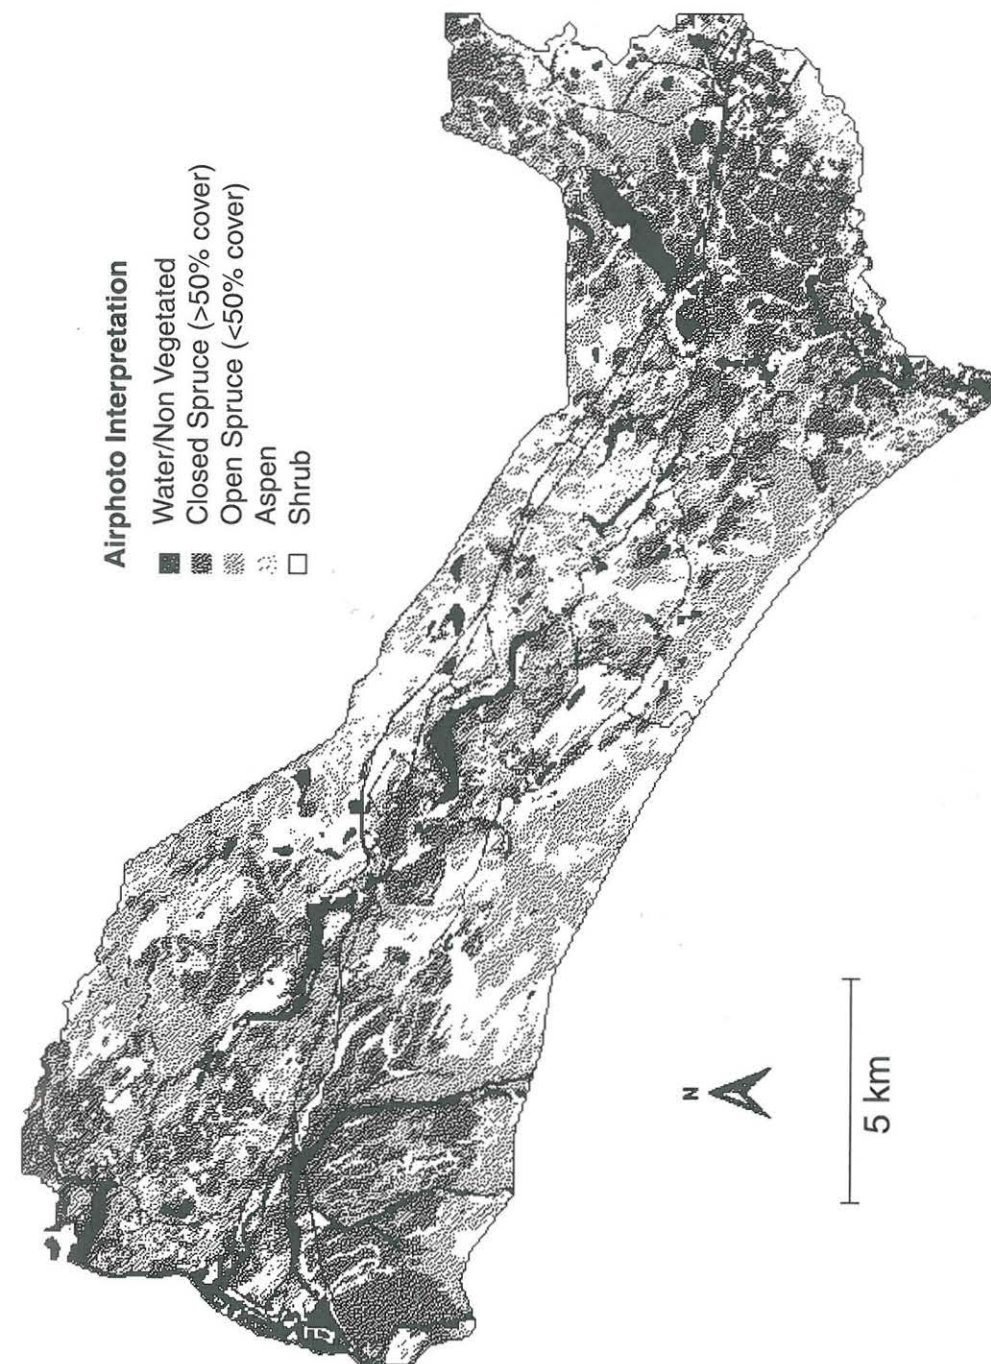 Airphoto Interpretation
Water/Non Vegetated
Closed Spruce (>50% cover)
Open Spruce (<50% cover)
Aspen
Shrub
N
5 km